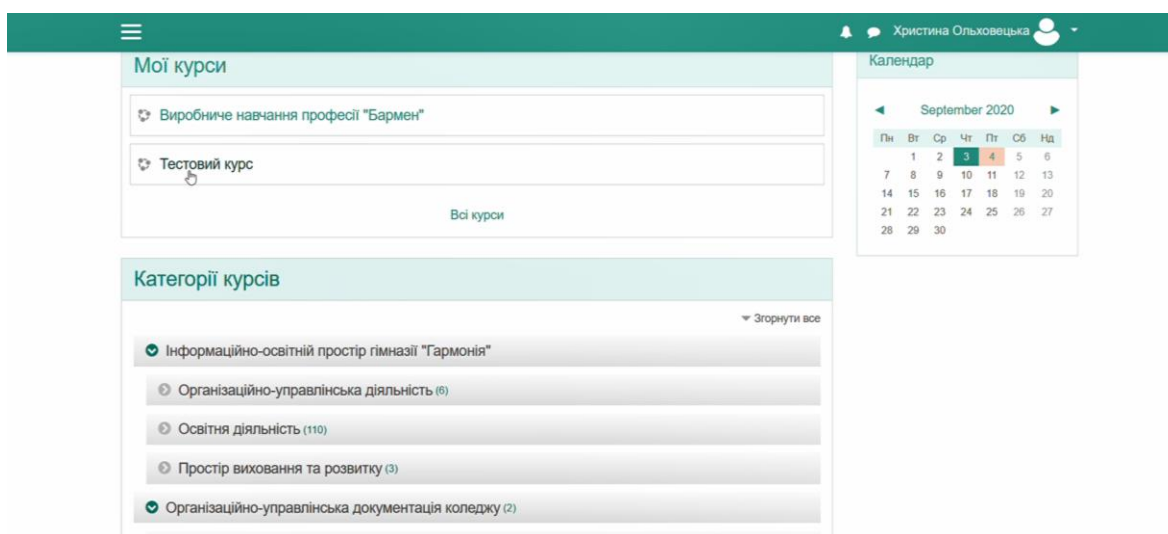 Христина Ольховецька
Мої курси
Виробниче навчання професії "Бармен"
Тестовий курс
Всі курси
Календар
◄ September 2020 ►
Пн Вт Ср Чт Пт Сб Нд
1 2 3 4 5 6
7 8 9 10 11 12 13
14 15 16 17 18 19 20
21 22 23 24 25 26 27
28 29 30
Категорії курсів
Згорнути все
Інформаційно-освітній простір гімназії "Гармонія"
Організаційно-управлінська діяльність (6)
Освітня діяльність (110)
Простір виховання та розвитку (3)
Організаційно-управлінська документація коледжу (2)